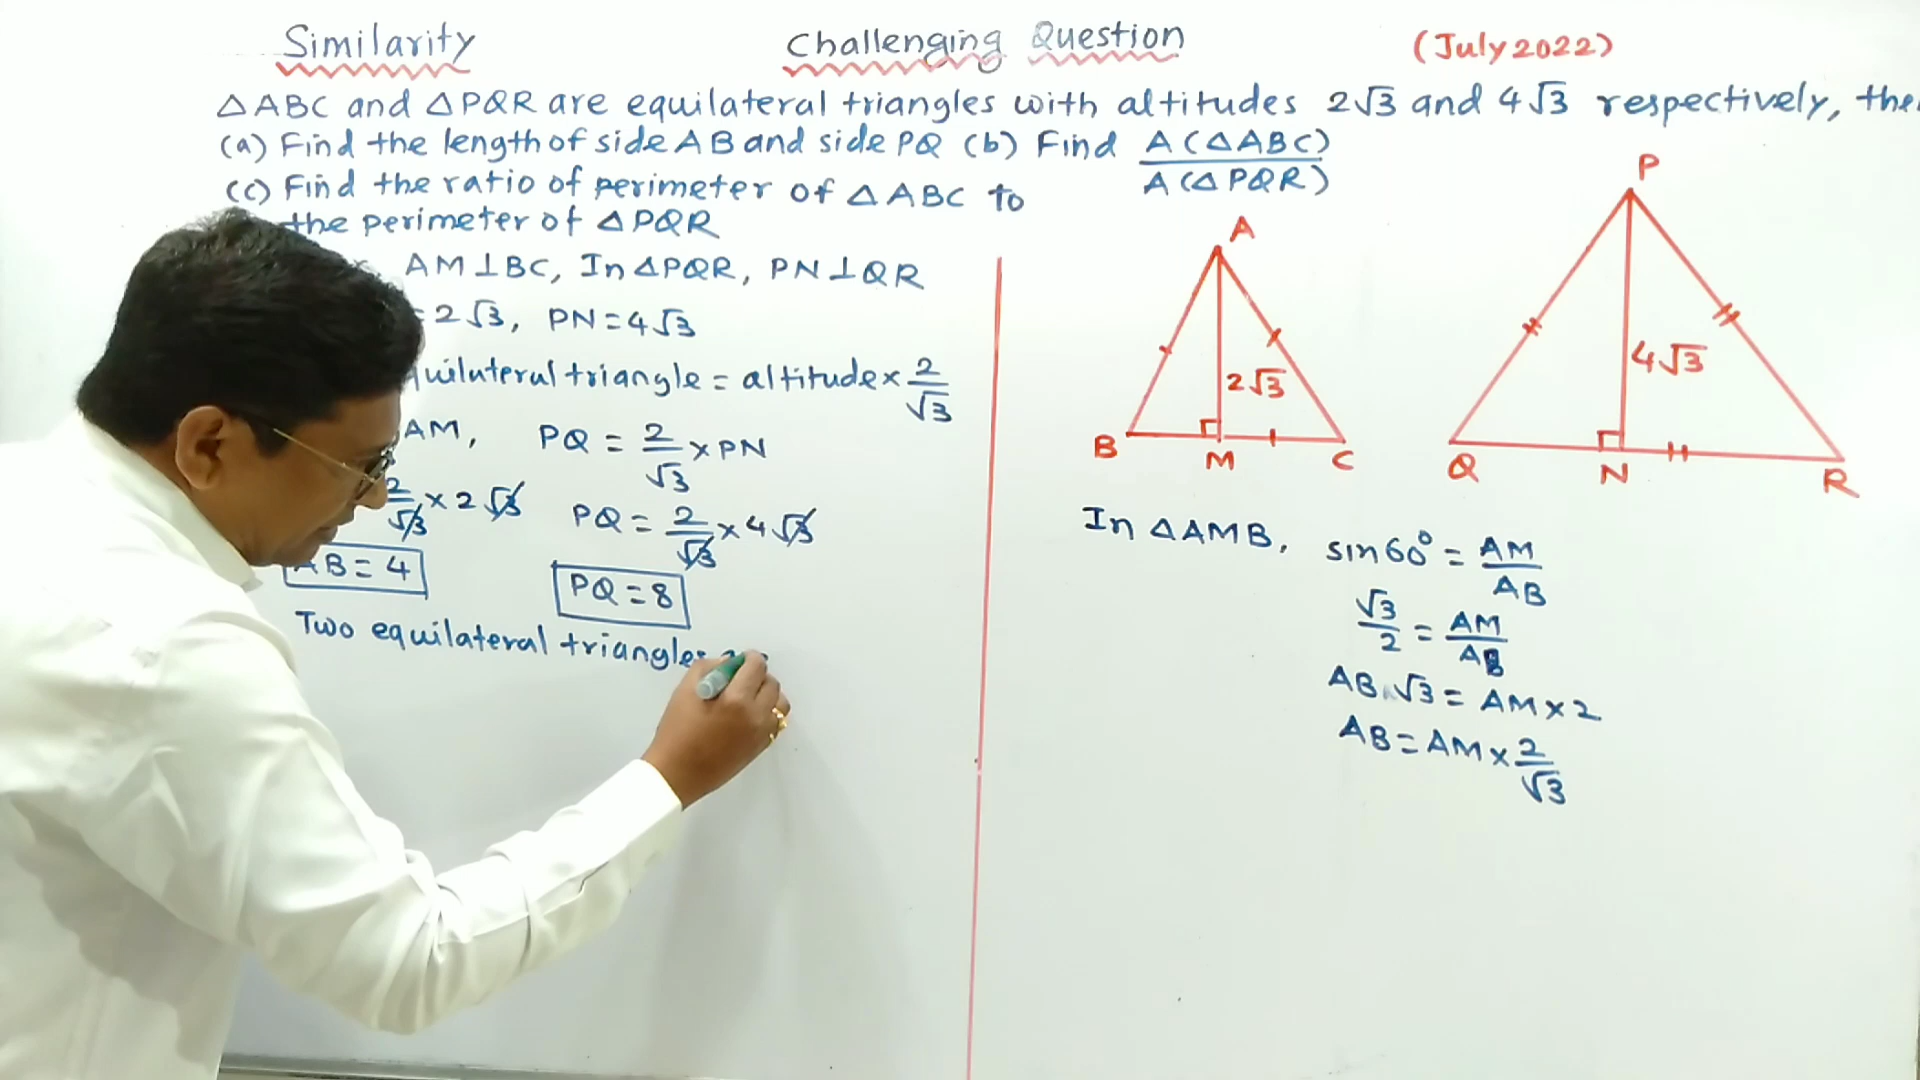 Similarity Challenging Question (July 2022)
△ABC and △PQR are equilateral triangles with altitudes 2√3 and 4√3 respectively,
(a) Find the length of side AB and side PQ (b) Find A(△ABC)/A(△PQR)
(c) Find the ratio of perimeter of △ABC to
the perimeter of △PQR
AM⊥BC, In △PQR, PN⊥QR
= 2√3, PN = 4√3
triangle = altitude × 2/√3
AM, PQ = 2/√3 × PN
2/√3 × 2√3 PQ = 2/√3 × 4√3
AB = 4 PQ = 8
Two equilateral triangles
A
2√3
B M C
P
4√3
Q N R
In △AMB, sin60° = AM/AB
√3/2 = AM/AB
AB.√3 = AM × 2
AB = AM × 2/√3